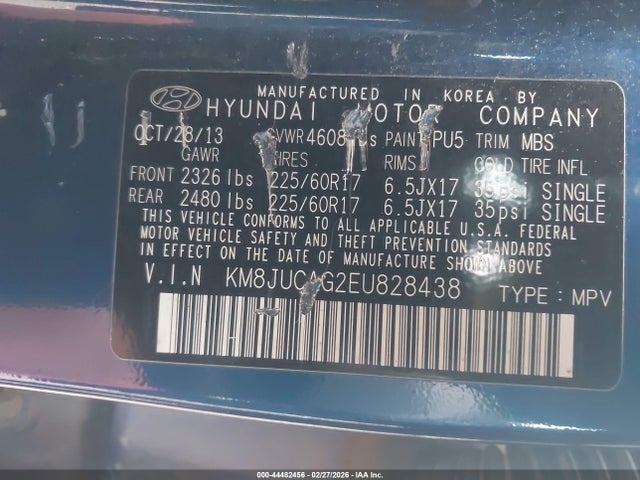 MANUFACTURED IN KOREA BY
HYUNDAI MOTOR COMPANY
OCT/28/13 GVWR 4608 PAINT PU5 TRIM MBS
GAWR TIRES RIMS COLD TIRE INFL
FRONT 2326 lbs 225/60R17 6.5JX17 35psi SINGLE
REAR 2480 lbs 225/60R17 6.5JX17 35psi SINGLE
THIS VEHICLE CONFORMS TO ALL APPLICABLE U.S.A. FEDERAL
MOTOR VEHICLE SAFETY AND THEFT PREVENTION STANDARDS
IN EFFECT ON THE DATE OF MANUFACTURE SHOWN ABOVE
V.I.N TYPE : MPV
000-44482456 - 02/27/2026 - IAA Inc.